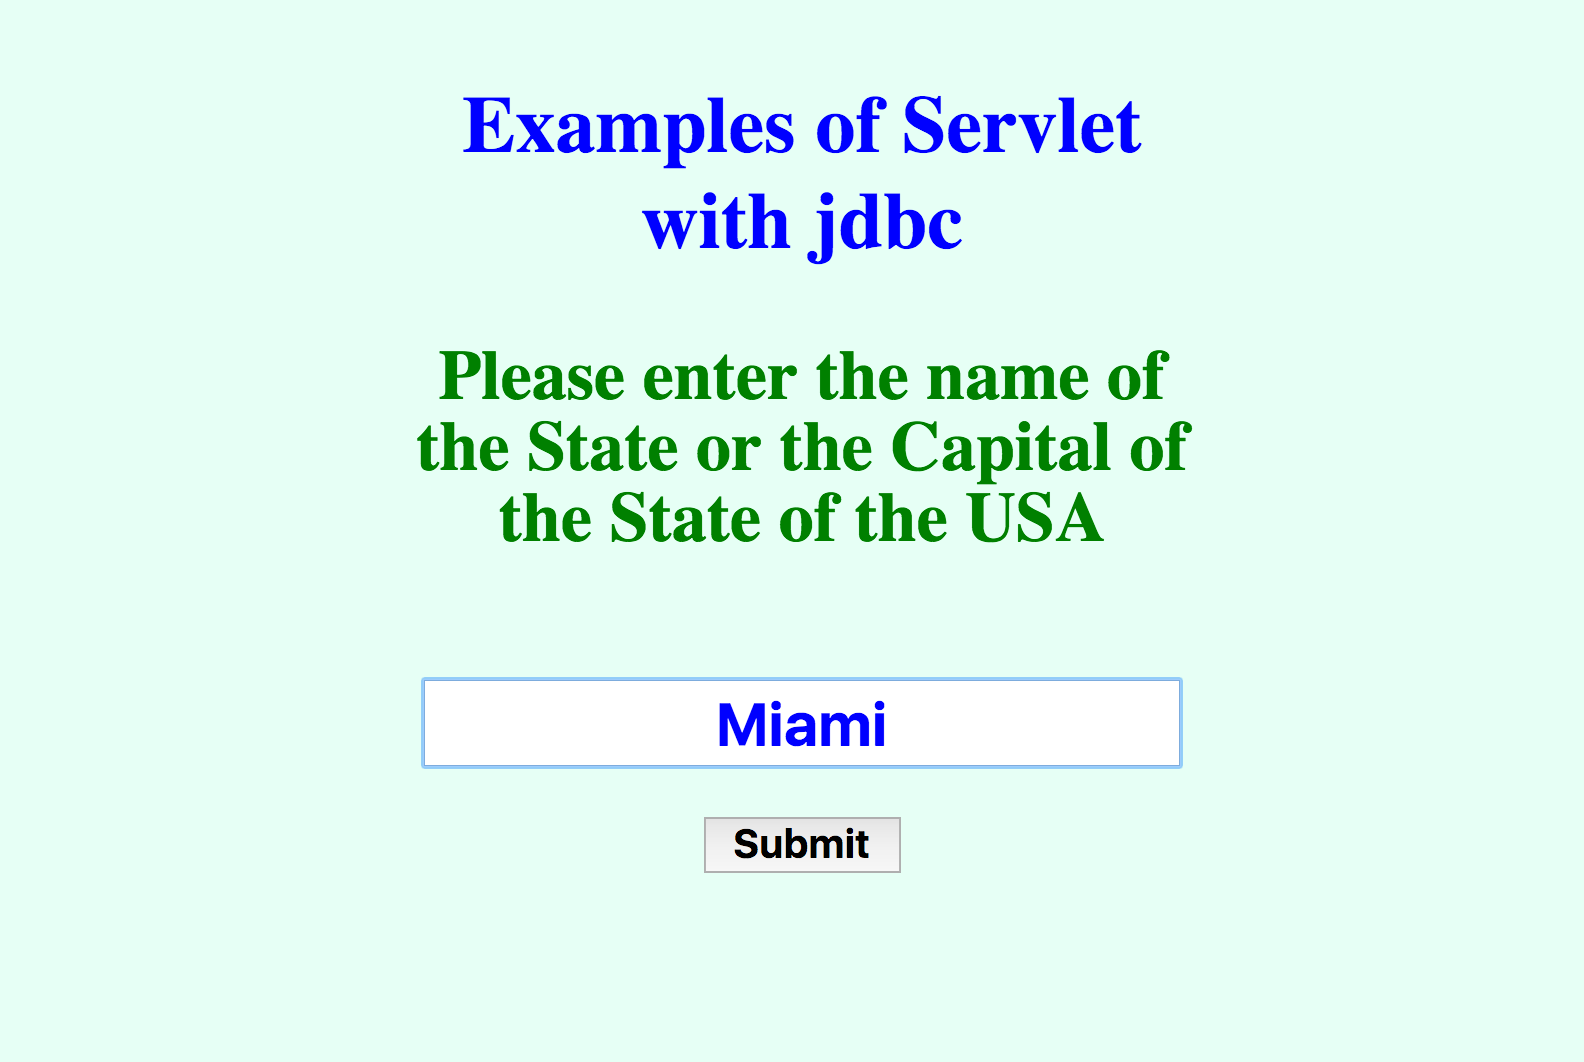 Examples of Servlet
with jdbc
Please enter the name of
the State or the Capital of
the State of the USA
Miami
Submit